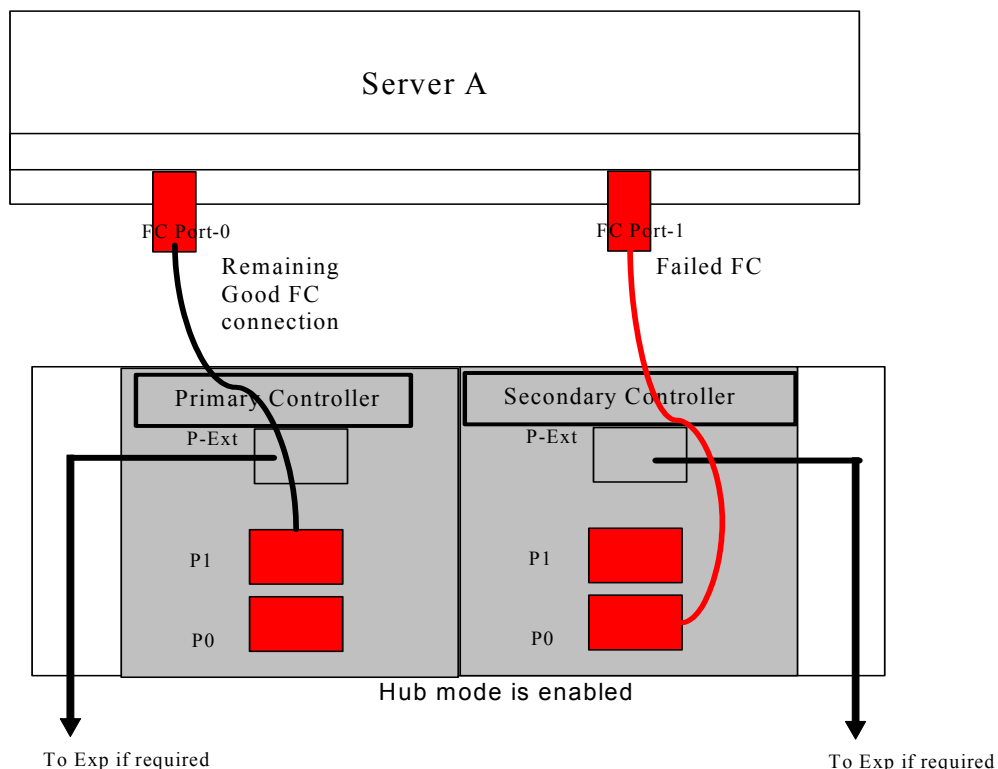 Server A
FC Port-0
FC Port-1
Remaining
Good FC
connection
Failed FC
Primary Controller
Secondary Controller
P-Ext
P-Ext
P1
P1
P0
P0
Hub mode is enabled
To Exp if required
To Exp if required